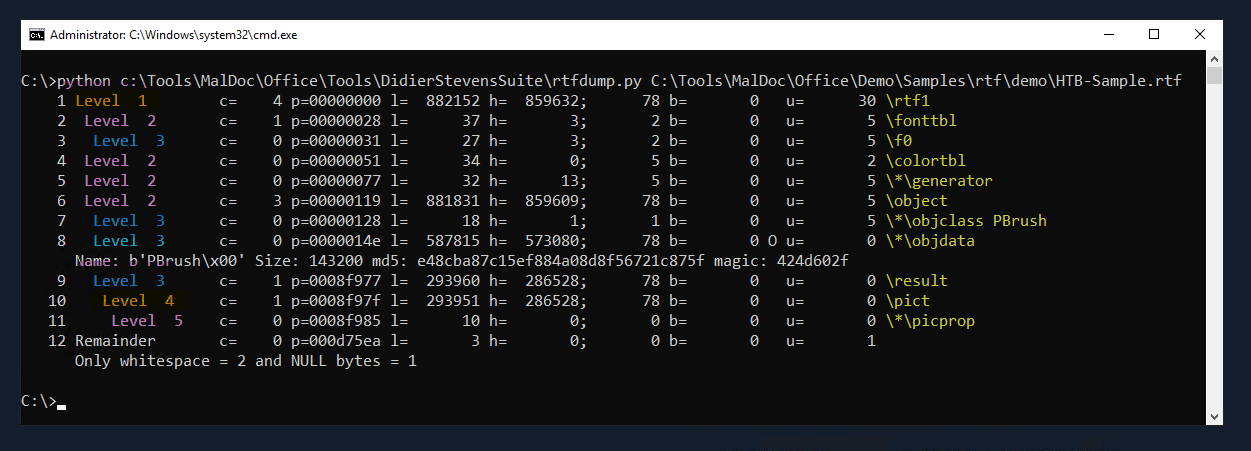 Administrator: C:\Windows\system32\cmd.exe
C:\>python c:\Tools\MalDoc\Office\Tools\DidierStevensSuite\rtfdump.py C:\Tools\MalDoc\Office\Demo\Samples\rtf\demo\HTB-Sample.rtf
    1 Level  1        c=    4 p=00000000 l=  882152 h=  859632;      78 b=       0   u=      30 \rtf1
    2  Level  2       c=    1 p=00000028 l=      37 h=       3;       2 b=       0   u=       5 \fonttbl
    3   Level  3      c=    0 p=00000031 l=      27 h=       3;       2 b=       0   u=       5 \f0
    4  Level  2       c=    0 p=00000051 l=      34 h=       0;       5 b=       0   u=       2 \colortbl
    5  Level  2       c=    0 p=00000077 l=      32 h=      13;       5 b=       0   u=       5 \*\generator
    6  Level  2       c=    3 p=00000119 l=  881831 h=  859609;      78 b=       0   u=       5 \object
    7   Level  3      c=    0 p=00000128 l=      18 h=       1;       1 b=       0   u=       5 \*\objclass PBrush
    8   Level  3      c=    0 p=0000014e l=  587815 h=  573080;      78 b=       0 O u=       0 \*\objdata
      Name: b'PBrush\x00' Size: 143200 md5: e48cba87c15ef884a08d8f56721c875f magic: 424d602f
    9   Level  3      c=    1 p=0008f977 l=  293960 h=  286528;      78 b=       0   u=       0 \result
   10    Level  4     c=    1 p=0008f97f l=  293951 h=  286528;      78 b=       0   u=       0 \pict
   11     Level  5    c=    0 p=0008f985 l=      10 h=       0;       0 b=       0   u=       0 \*\picprop
   12 Remainder       c=    0 p=000d75ea l=       3 h=       0;       0 b=       0   u=       1
      Only whitespace = 2 and NULL bytes = 1
C:\>